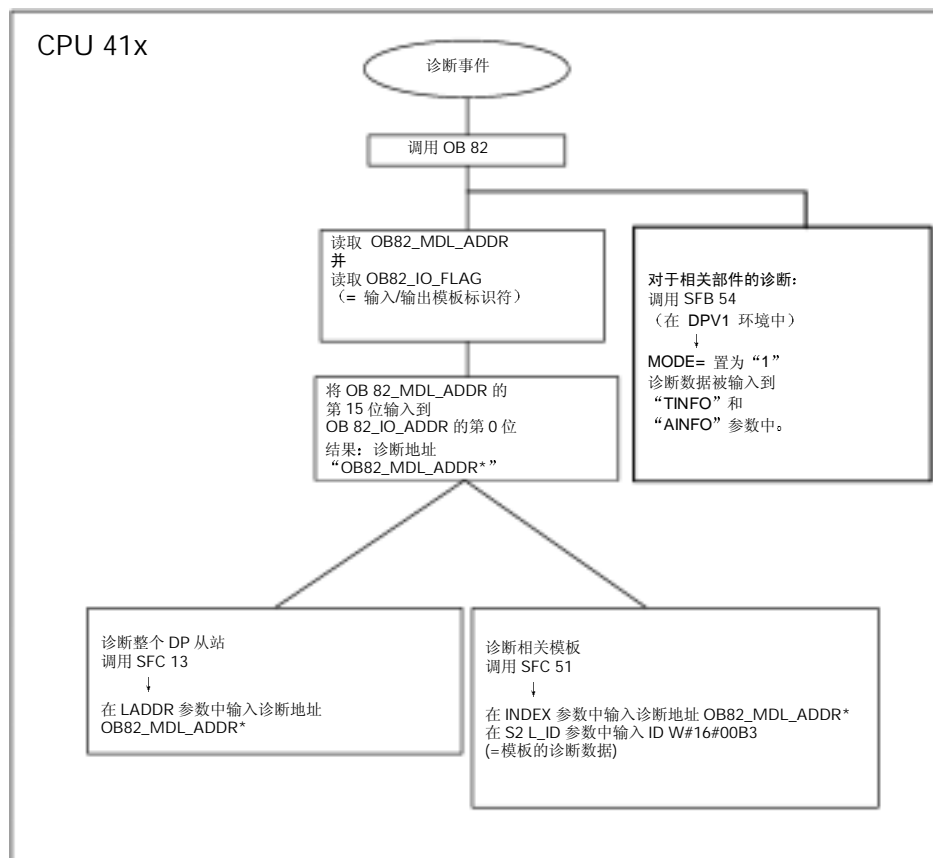 CPU 41x
诊断事件
调用 OB 82
读取 OB82_MDL_ADDR
并
读取 OB82_IO_FLAG
（= 输入/输出模板标识符）
对于相关部件的诊断：
调用 SFB 54
（在 DPV1 环境中）
↓
MODE= 置为“1”
诊断数据被输入到
“TINFO”和
“AINFO”参数中。
将 OB 82_MDL_ADDR 的
第 15 位输入到
OB 82_IO_ADDR 的第 0 位
结果：诊断地址
“OB82_MDL_ADDR*”
诊断整个 DP 从站
调用 SFC 13
↓
在 LADDR 参数中输入诊断地址
OB82_MDL_ADDR*
诊断相关模板
调用 SFC 51
↓
在 INDEX 参数中输入诊断地址 OB82_MDL_ADDR*
在 S2 L_ID 参数中输入 ID W#16#00B3
(=模板的诊断数据)